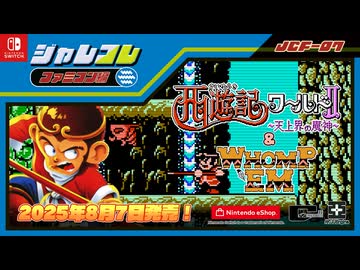 NINTENDO
SWITCH
ジャレコレ
ファミコン編
JCF-07
西遊記ワールドII
～天上界の魔神～
&
WHOMP
'EM
2025年8月7日発売！
Nintendo eShop